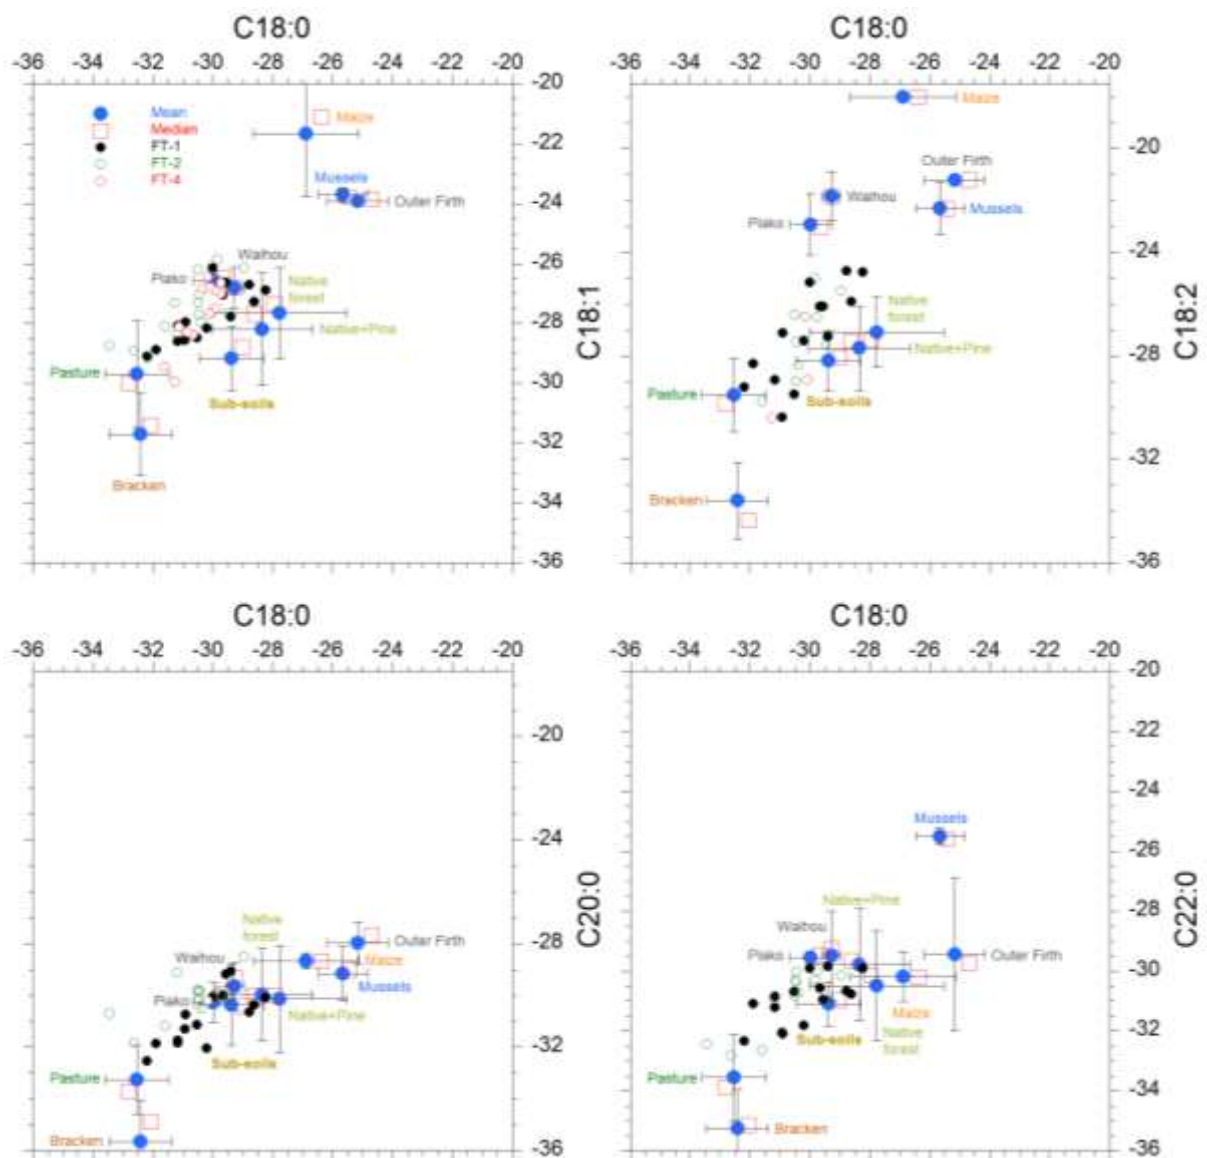 C18:0
-36 -34 -32 -30 -28 -26 -24 -22 -20
-20
Mean
Median
FT-1
FT-2
FT-4
Maize
-22
Mussels
Outer Firth
-24
Waihou
Piako
-26
Native
forest
Native+Pine
-28
Pasture
-30
Sub-soils
-32
Bracken
-34
-36
C18:1
C18:0
-36 -34 -32 -30 -28 -26 -24 -22 -20
Maize
-20
Outer Firth
Waihou
Mussels
Piako
-24
Native
forest
Native+Pine
-28
Pasture
Sub-soils
-32
Bracken
-36
C18:2
C18:0
-36 -34 -32 -30 -28 -26 -24 -22 -20
-20
-24
Native
forest
-28
Outer Firth
Waihou
Maize
Mussels
Piako
Native+Pine
Sub-soils
-32
Pasture
Bracken
-36
C20:0
C18:0
-36 -34 -32 -30 -28 -26 -24 -22 -20
-20
-22
-24
Mussels
-26
Native+Pine
-28
Waihou
Piako
Outer Firth
-30
Maize
Sub-soils
Native
forest
-32
Pasture
-34
Bracken
-36
C22:0